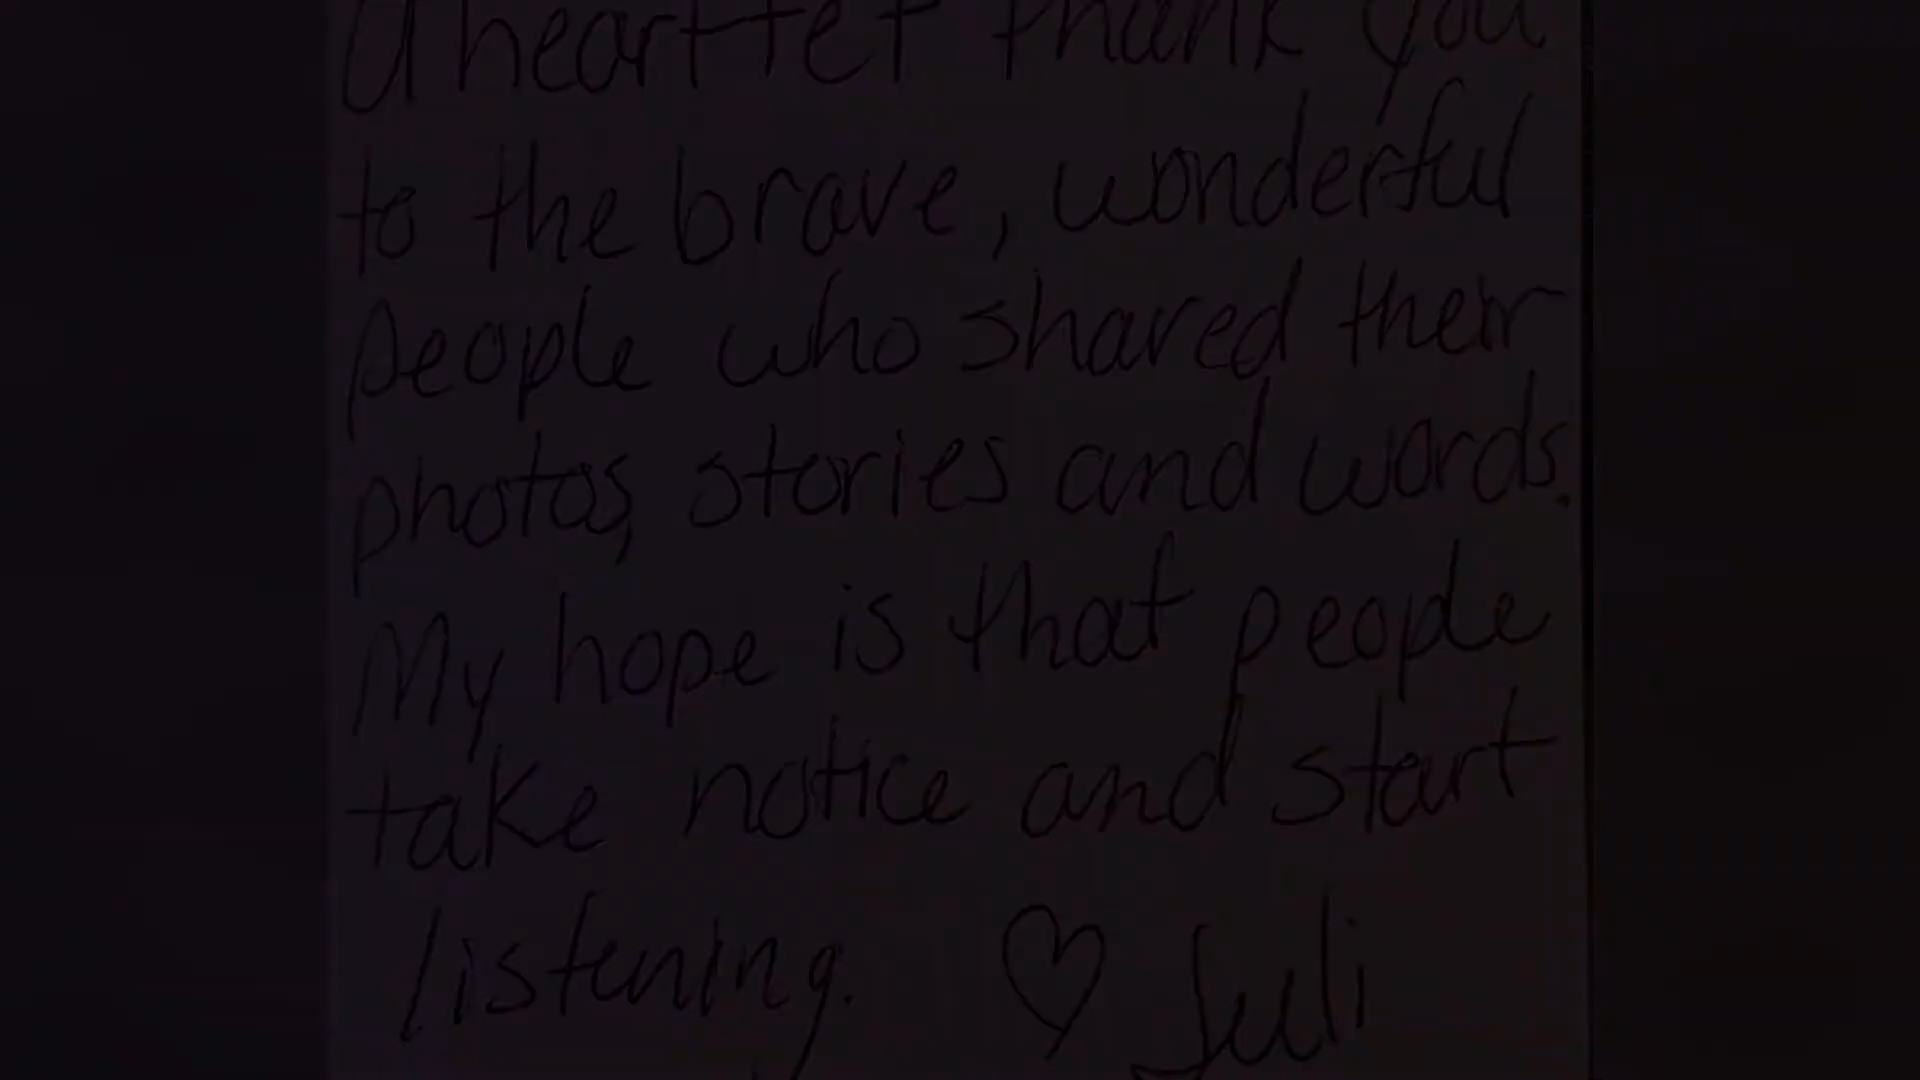 a heartfet thank you
to the brave, wonderful
people who shared their
photos, stories and words.
My hope is that people
take notice and start
listening. ♡ Juli